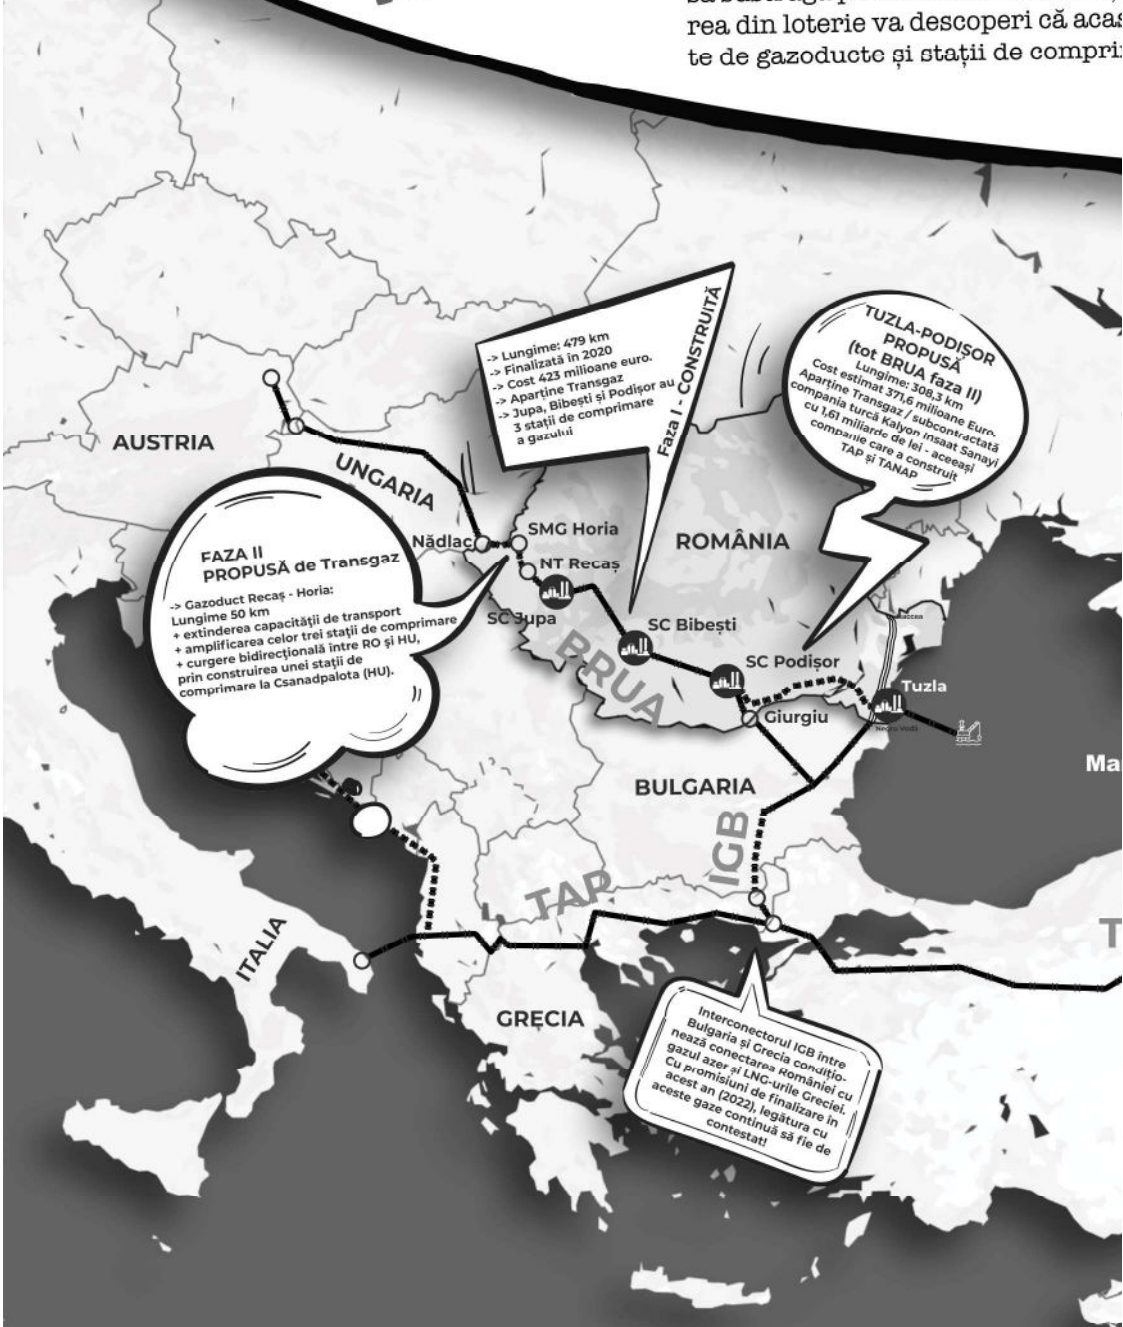 rea din loterie va descoperi că acas
te de gazoducte și stații de compri
-> Lungime: 479 km
-> Finalizată în 2020
-> Cost 423 milioane euro.
-> Aparține Transgaz
-> Jupa, Bibești și Podișor au
3 stații de comprimare
a gazului
Faza I - CONSTRUITĂ
TUZLA-PODIȘOR
PROPUSĂ
(tot BRUA faza II)
Lungime: 308,3 km
Cost estimat 371,6 milioane Euro.
Aparține Transgaz / subcontractată
compania turcă Kalyon Insaat Sanayi
cu 1,61 miliarde de lei - aceeași
companie care a construit
TAP și TANAP
AUSTRIA
UNGARIA
Nădlac
SMG Horia
NT Recaș
ROMÂNIA
FAZA II
PROPUSĂ de Transgaz
-> Gazoduct Recaș - Horia:
Lungime 50 km
+ extinderea capacității de transport
+ amplificarea celor trei stații de comprimare
+ curgere bidirecțională între RO și HU,
prin construirea unei stații de
comprimare la Csanadpalota (HU).
SC Jupa
SC Bibești
BRUA
SC Podișor
Tuzla
Giurgiu
Negru Vodă
Mar
BULGARIA
IGB
TAP
T
ITALIA
GRECIA
Interconectorul IGB între
Bulgaria și Grecia condițio-
nează conectarea României cu
gazul azer și LNG-urile Greciei.
Cu promisiuni de finalizare în
acest an (2022), legătura cu
aceste gaze continuă să fie de
contestat!